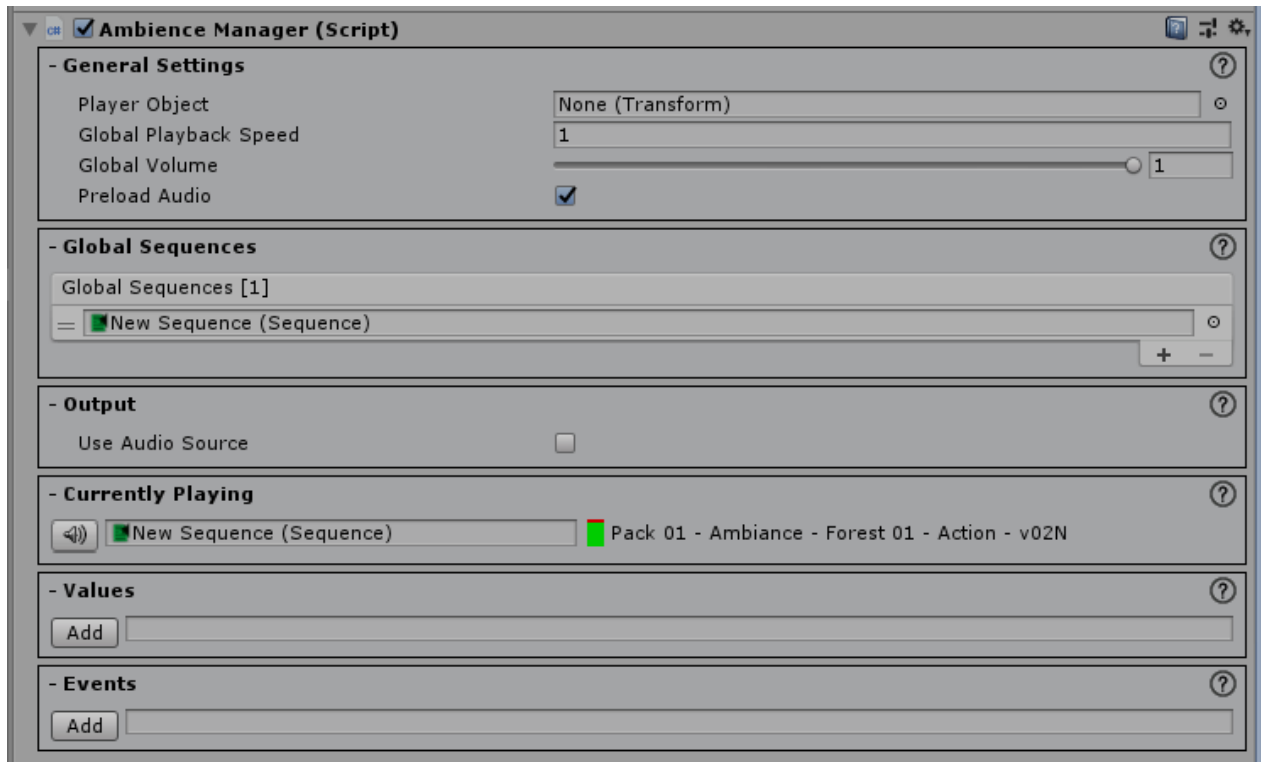 Ambience Manager (Script)
- General Settings
Player Object None (Transform)
Global Playback Speed 1
Global Volume 1
Preload Audio
- Global Sequences
Global Sequences [1]
New Sequence (Sequence)
+ −
- Output
Use Audio Source
- Currently Playing
New Sequence (Sequence) Pack 01 - Ambiance - Forest 01 - Action - v02N
- Values
Add
- Events
Add